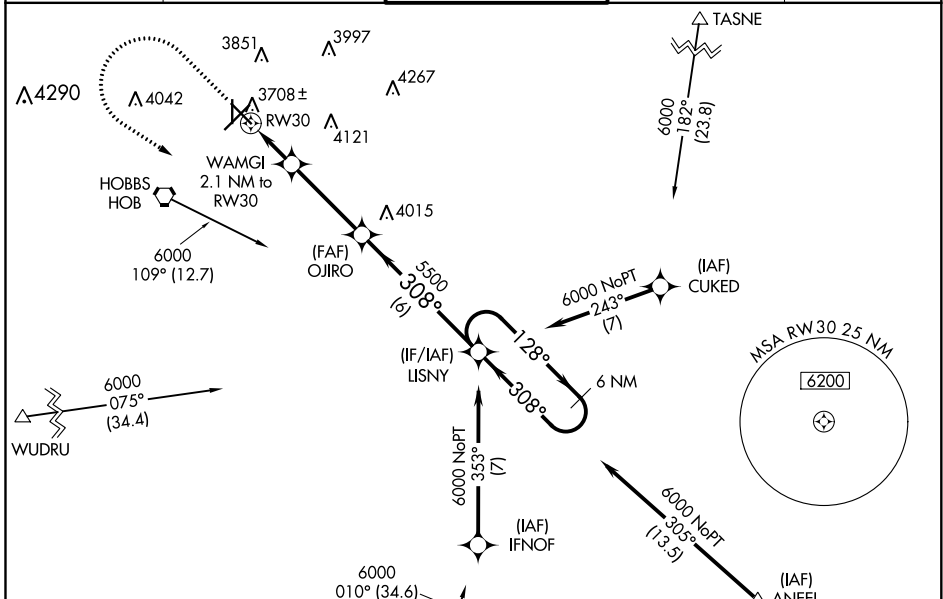 TASNE
3851
3997
4267
4290
4042
3708 ±
RW30
4121
6000
182°
(23.8)
WAMGI
2.1 NM to
RW30
HOBBS
HOB
4015
6000
109° (12.7)
(FAF)
OJIRO
5500
308°
(6)
(IAF)
CUKED
6000 NoPT
243°
(7)
(IF/IAF)
LISNY
128°
308°
6 NM
MSA RW30 25 NM
6200
6000
075°
(34.4)
WUDRU
6000 NoPT
353°
(7)
(IAF)
IFNOF
6000 NoPT
305°
(13.5)
6000
010° (34.6)
(IAF)